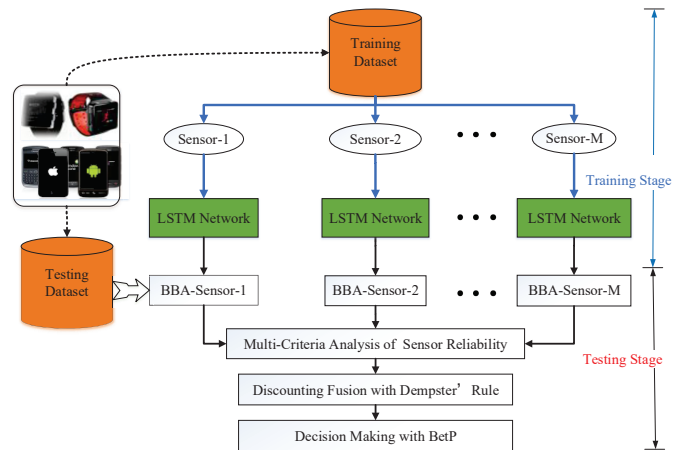 Training
Dataset
Sensor-1
Sensor-2
Sensor-M
Training Stage
LSTM Network
LSTM Network
LSTM Network
Testing
Dataset
BBA-Sensor-1
BBA-Sensor-2
BBA-Sensor-M
Multi-Criteria Analysis of Sensor Reliability
Testing Stage
Discounting Fusion with Dempster’ Rule
Decision Making with BetP